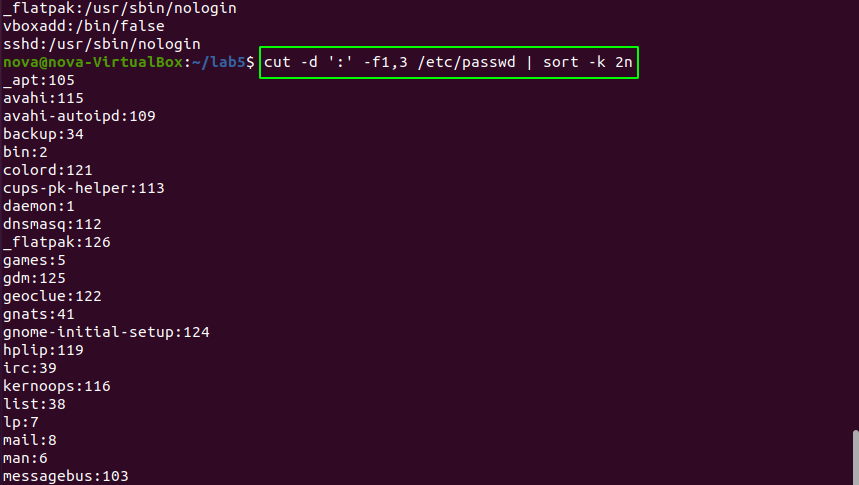 _flatpak:/usr/sbin/nologin
vboxadd:/bin/false
sshd:/usr/sbin/nologin
nova@nova-VirtualBox:~/lab5$ cut -d ':' -f1,3 /etc/passwd | sort -k 2n
_apt:105
avahi:115
avahi-autoipd:109
backup:34
bin:2
colord:121
cups-pk-helper:113
daemon:1
dnsmasq:112
_flatpak:126
games:5
gdm:125
geoclue:122
gnats:41
gnome-initial-setup:124
hplip:119
irc:39
kernoops:116
list:38
lp:7
mail:8
man:6
messagebus:103